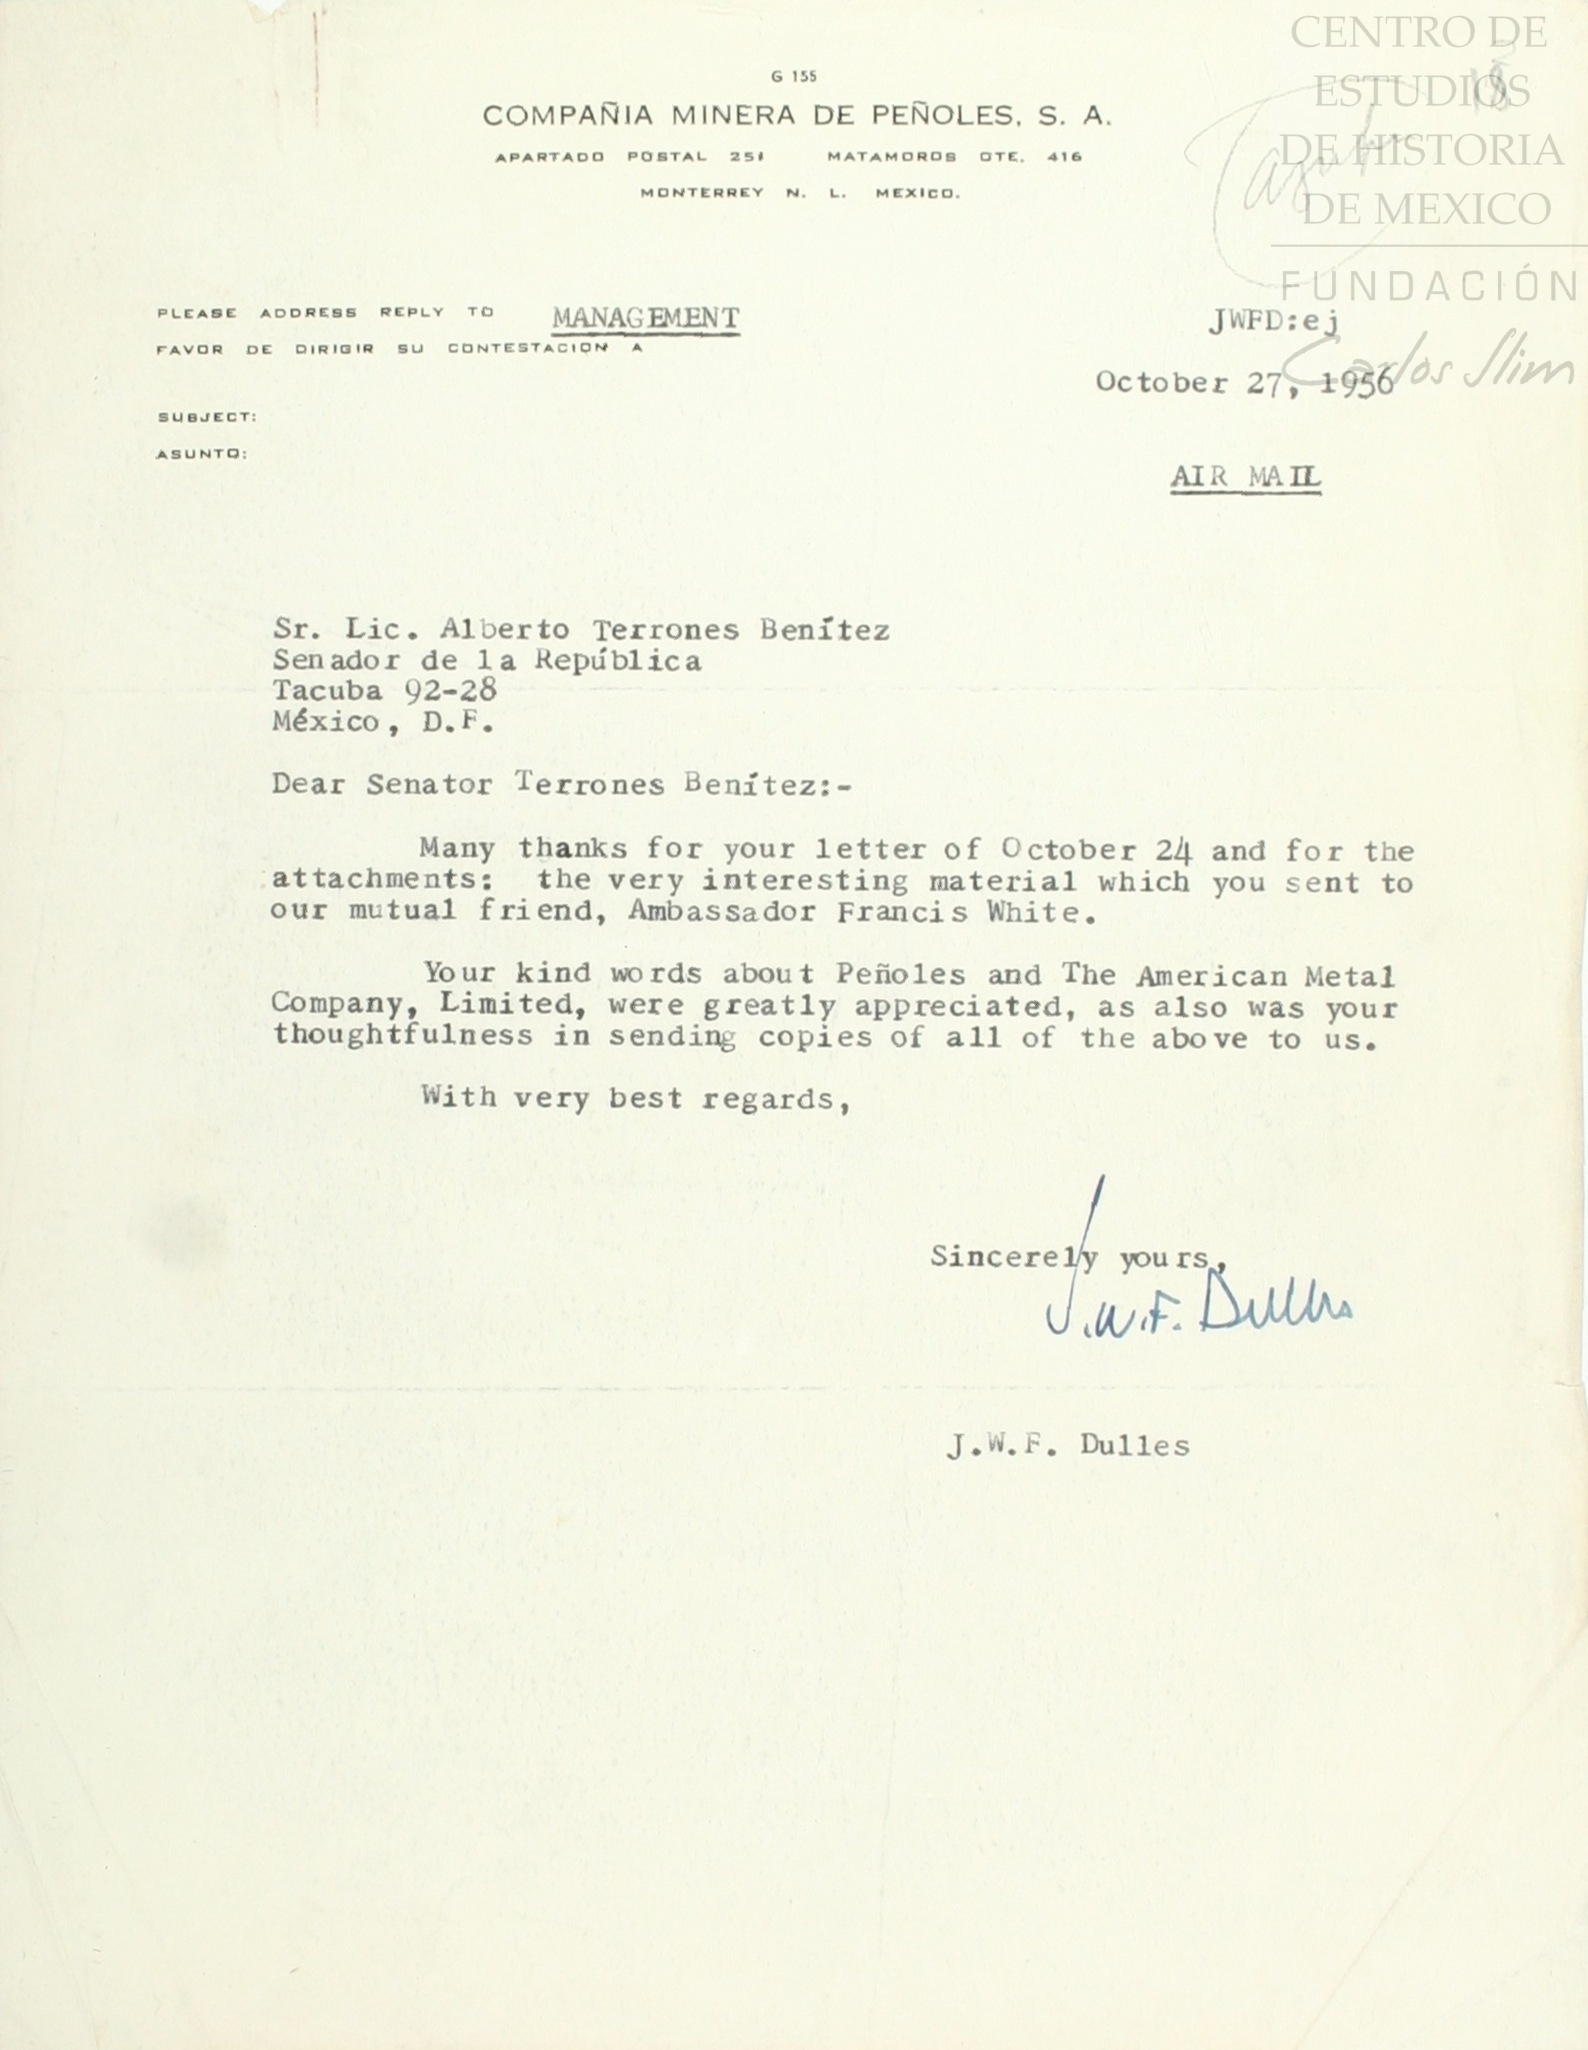 G 155
COMPAÑIA MINERA DE PEÑOLES, S. A.
APARTADO POSTAL 251 MATAMOROS OTE. 416
MONTERREY N. L. MEXICO.
CENTRO DE
ESTUDIOS
DE HISTORIA
DE MEXICO
FUNDACIÓN
Carlos Slim
PLEASE ADDRESS REPLY TO MANAGEMENT
FAVOR DE DIRIGIR SU CONTESTACION A
JWFD:ej
October 27, 1956
SUBJECT:
ASUNTO:
AIR MAIL
Sr. Lic. Alberto Terrones Benítez
Senador de la República
Tacuba 92-28
México, D.F.
Dear Senator Terrones Benítez:-
Many thanks for your letter of October 24 and for the
attachments: the very interesting material which you sent to
our mutual friend, Ambassador Francis White.
Your kind words about Peñoles and The American Metal
Company, Limited, were greatly appreciated, as also was your
thoughtfulness in sending copies of all of the above to us.
With very best regards,
Sincerely yours,
J.W.F. Dulles
J.W.F. Dulles